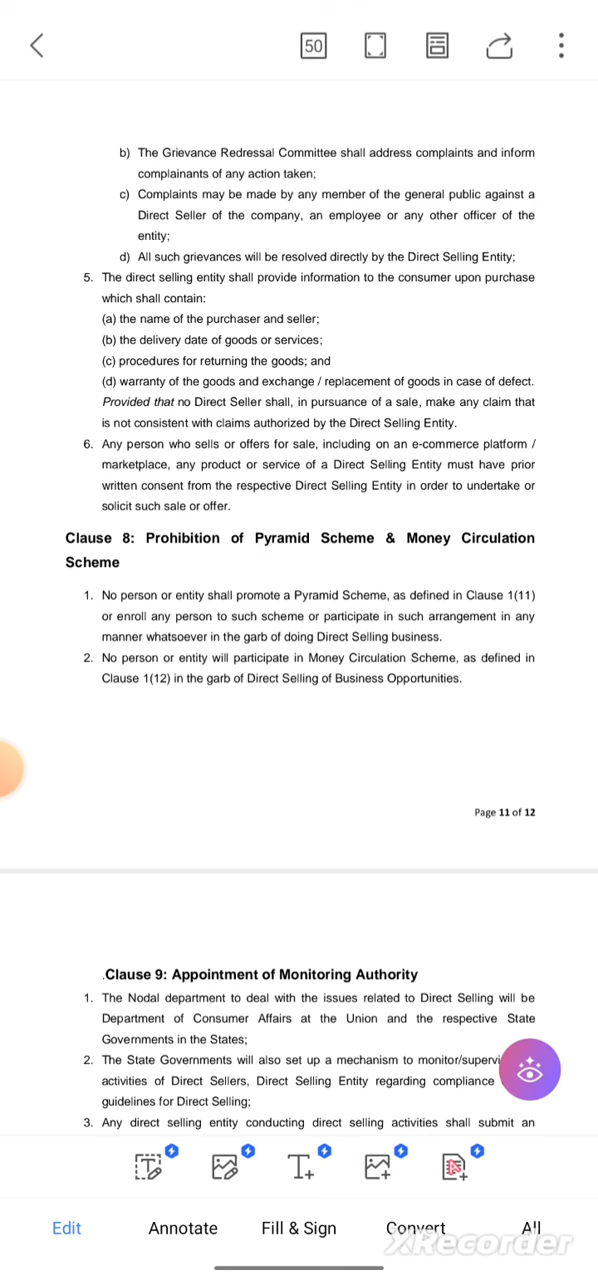 50
b) The Grievance Redressal Committee shall address complaints and inform
complainants of any action taken;
c) Complaints may be made by any member of the general public against a
Direct Seller of the company, an employee or any other officer of the
entity;
d) All such grievances will be resolved directly by the Direct Selling Entity;
5. The direct selling entity shall provide information to the consumer upon purchase
which shall contain:
(a) the name of the purchaser and seller;
(b) the delivery date of goods or services;
(c) procedures for returning the goods; and
(d) warranty of the goods and exchange / replacement of goods in case of defect.
Provided that no Direct Seller shall, in pursuance of a sale, make any claim that
is not consistent with claims authorized by the Direct Selling Entity.
6. Any person who sells or offers for sale, including on an e-commerce platform /
marketplace, any product or service of a Direct Selling Entity must have prior
written consent from the respective Direct Selling Entity in order to undertake or
solicit such sale or offer.
Clause 8: Prohibition of Pyramid Scheme & Money Circulation
Scheme
1. No person or entity shall promote a Pyramid Scheme, as defined in Clause 1(11)
or enroll any person to such scheme or participate in such arrangement in any
manner whatsoever in the garb of doing Direct Selling business.
2. No person or entity will participate in Money Circulation Scheme, as defined in
Clause 1(12) in the garb of Direct Selling of Business Opportunities.
Page 11 of 12
.Clause 9: Appointment of Monitoring Authority
1. The Nodal department to deal with the issues related to Direct Selling will be
Department of Consumer Affairs at the Union and the respective State
Governments in the States;
2. The State Governments will also set up a mechanism to monitor/supervi
activities of Direct Sellers, Direct Selling Entity regarding compliance
guidelines for Direct Selling;
3. Any direct selling entity conducting direct selling activities shall submit an
Edit Annotate Fill & Sign Convert All
XRecorder